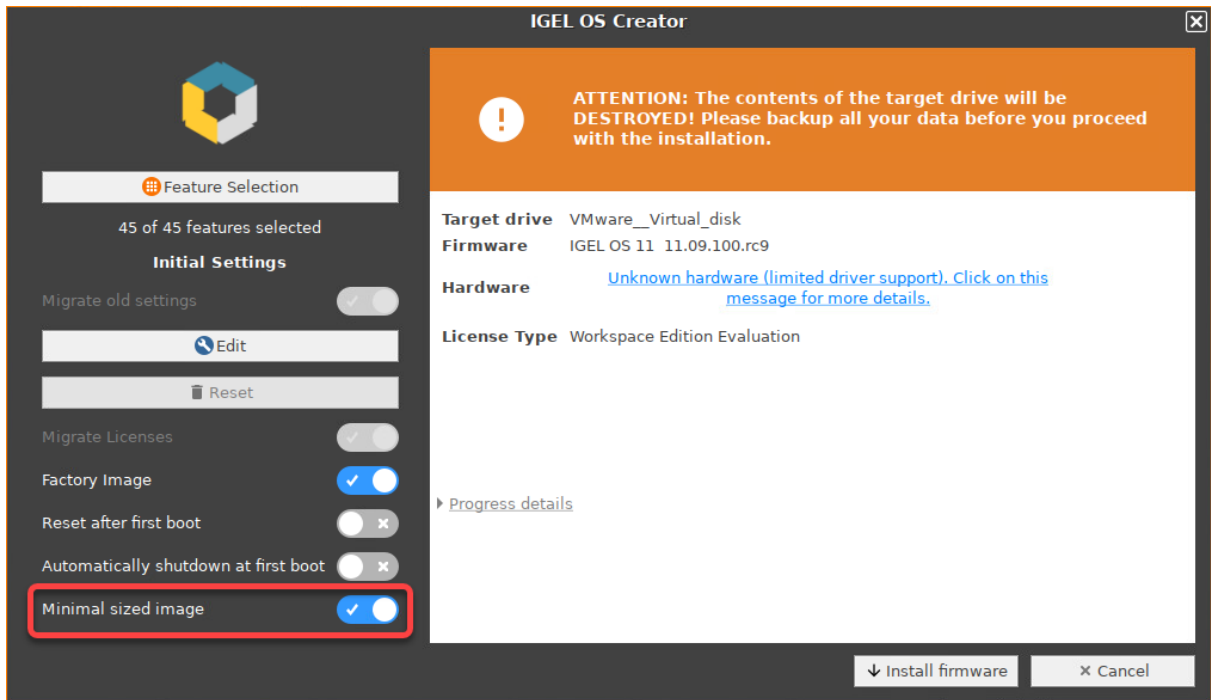 IGEL OS Creator
Feature Selection
45 of 45 features selected
Initial Settings
Migrate old settings
Edit
Reset
Migrate Licenses
Factory Image
Reset after first boot
Automatically shutdown at first boot
Minimal sized image
ATTENTION: The contents of the target drive will be
DESTROYED! Please backup all your data before you proceed
with the installation.
Target drive VMware__Virtual_disk
Firmware IGEL OS 11 11.09.100.rc9
Hardware Unknown hardware (limited driver support). Click on this
message for more details.
License Type Workspace Edition Evaluation
Progress details
Install firmware
Cancel